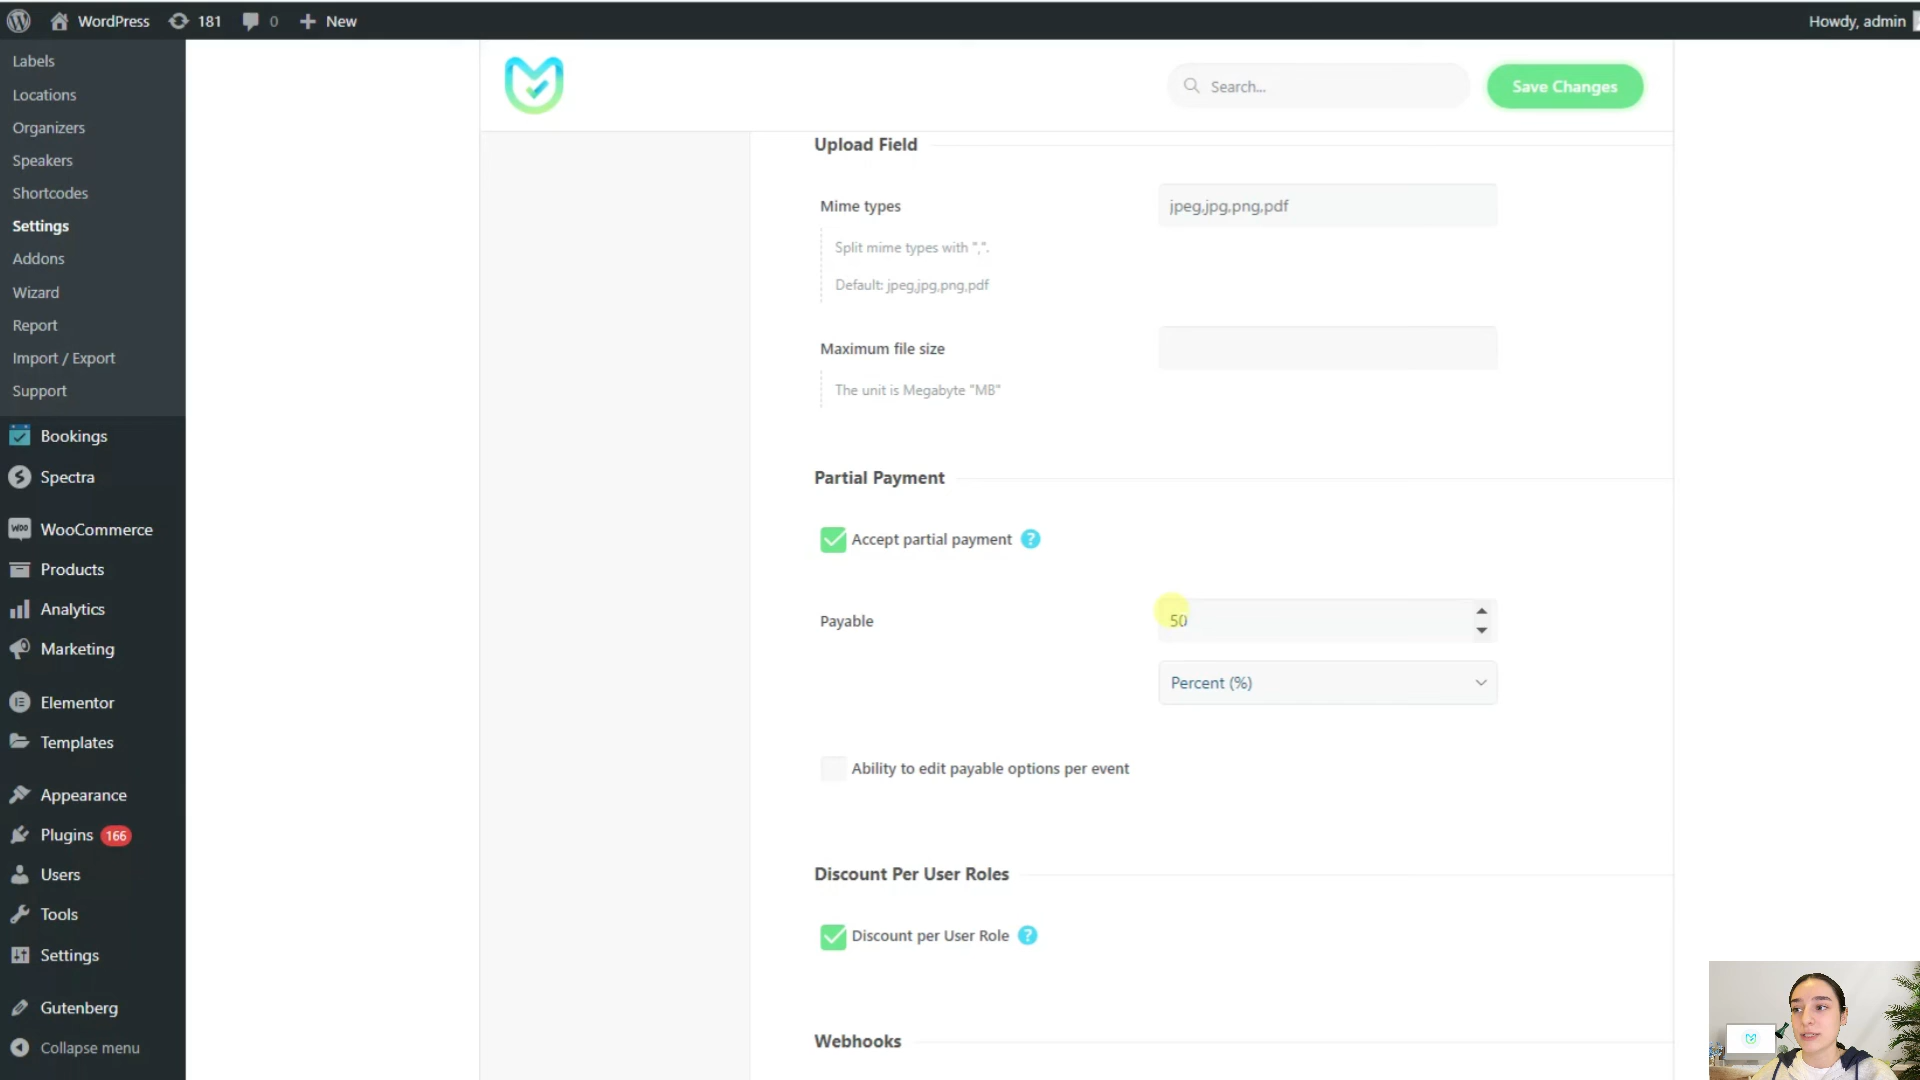 WordPress
181
0
New
Howdy, admin
Labels
Locations
Organizers
Speakers
Shortcodes
Settings
Addons
Wizard
Report
Import / Export
Support
Bookings
Spectra
WooCommerce
Products
Analytics
Marketing
Elementor
Templates
Appearance
Plugins 166
Users
Tools
Settings
Gutenberg
Collapse menu
Search...
Save Changes
Upload Field
Mime types
jpeg,jpg,png,pdf
Split mime types with ",".
Default: jpeg,jpg,png,pdf
Maximum file size
The unit is Megabyte "MB"
Partial Payment
Accept partial payment ?
Payable
50
Percent (%)
Ability to edit payable options per event
Discount Per User Roles
Discount per User Role ?
Webhooks